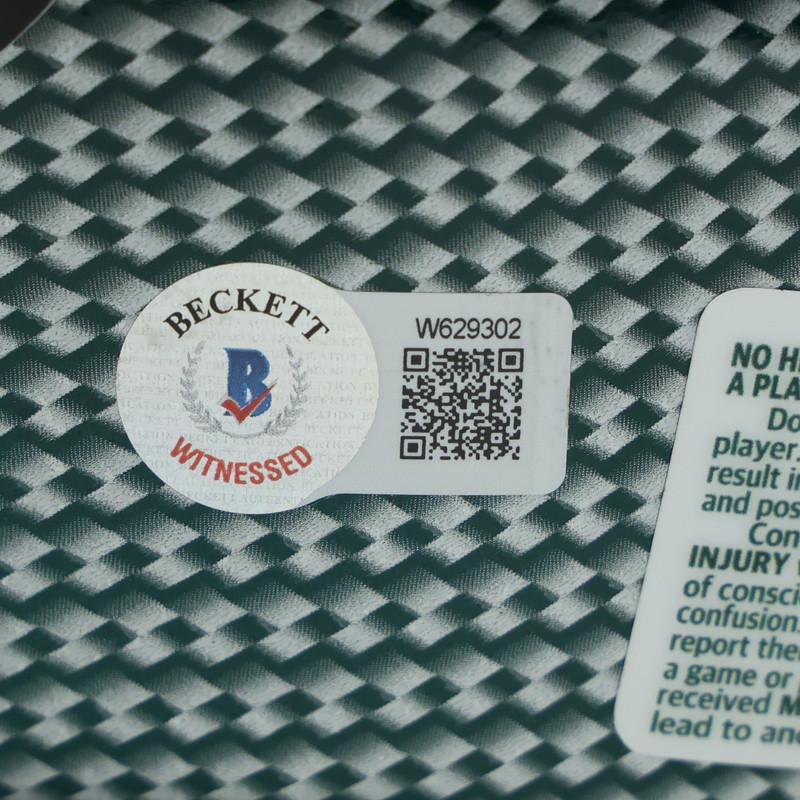 BECKETT
B
WITNESSED
W629302
NO H
A PLA
Do
player.
result in
and pos
Con
INJURY
of consci
confusion.
report the
a game or
received M
lead to an